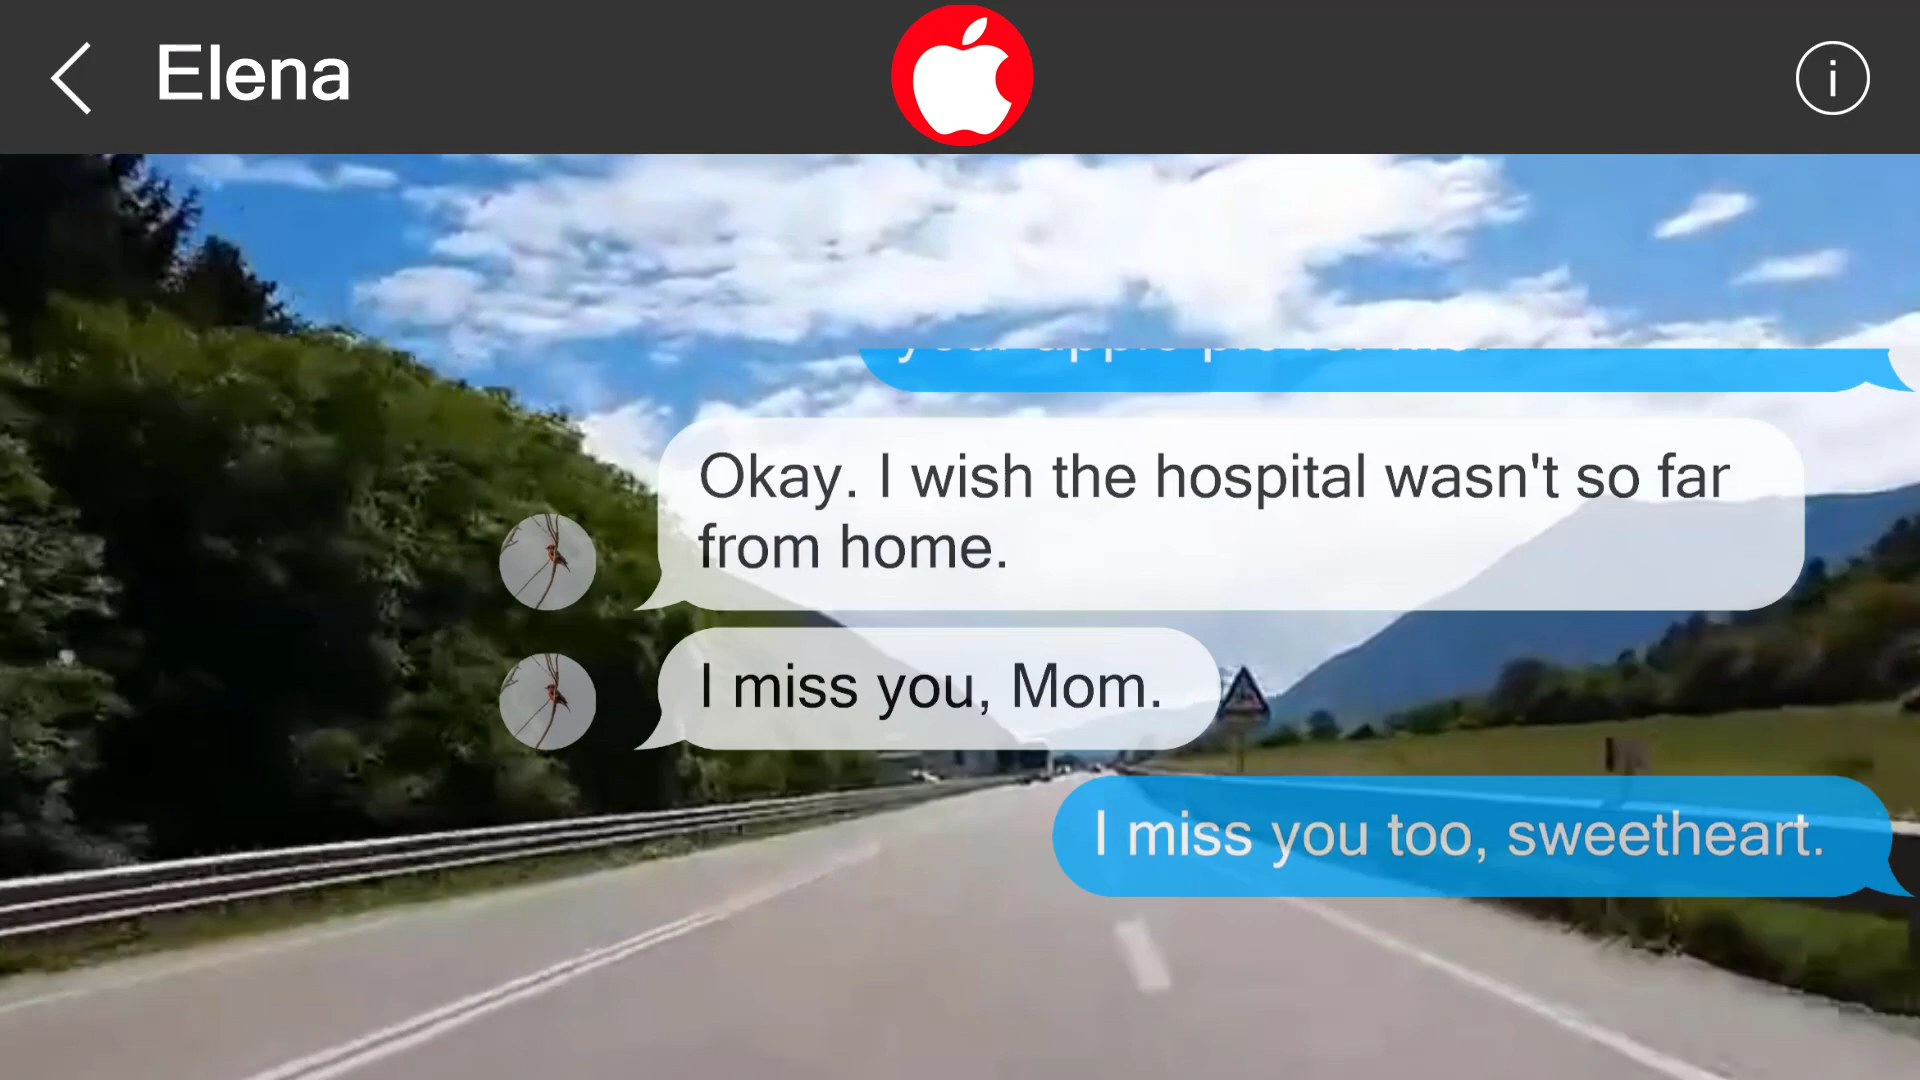 Elena
i
Okay. I wish the hospital wasn't so far
from home.
I miss you, Mom.
I miss you too, sweetheart.